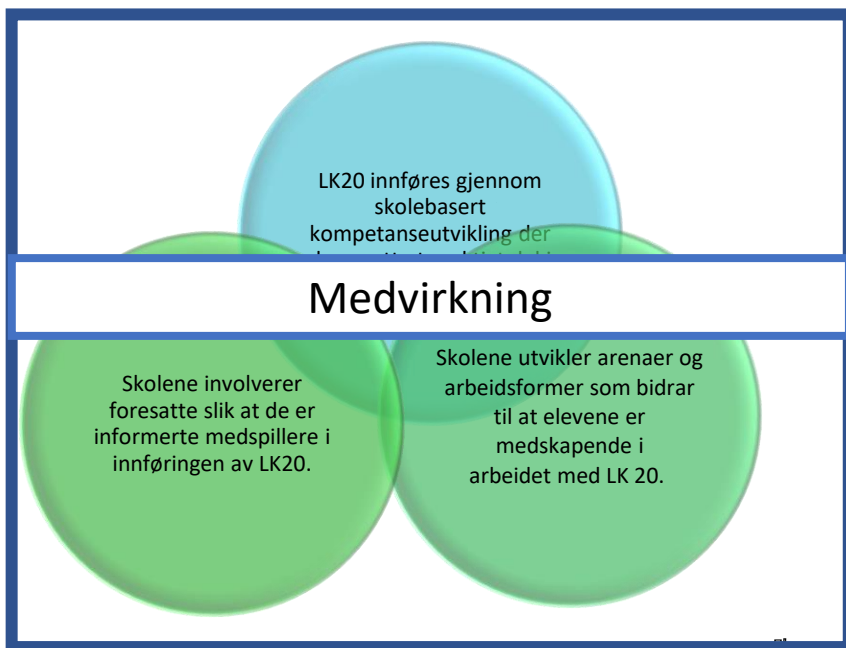 LK20 innføres gjennom
skolebasert
kompetanseutvikling der
Medvirkning
Skolene involverer
foresatte slik at de er
informerte medspillere i
innføringen av LK20.
Skolene utvikler arenaer og
arbeidsformer som bidrar
til at elevene er
medskapende i
arbeidet med LK 20.